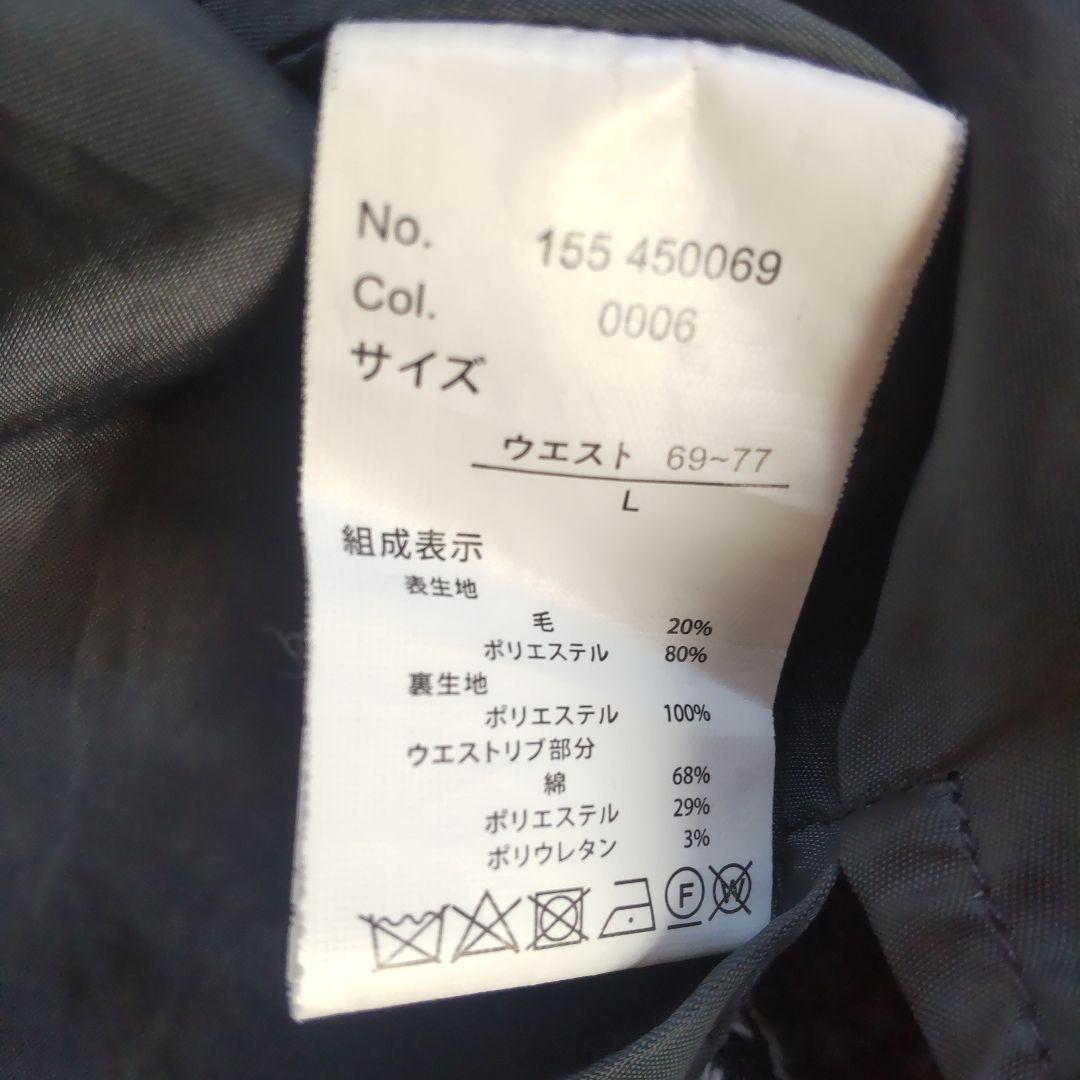 No. 155 450069
Col. 0006
サイズ
ウエスト 69~77
L
組成表示
表生地
毛 20%
ポリエステル 80%
裏生地
ポリエステル 100%
ウエストリブ部分
綿 68%
ポリエステル 29%
ポリウレタン 3%
F W